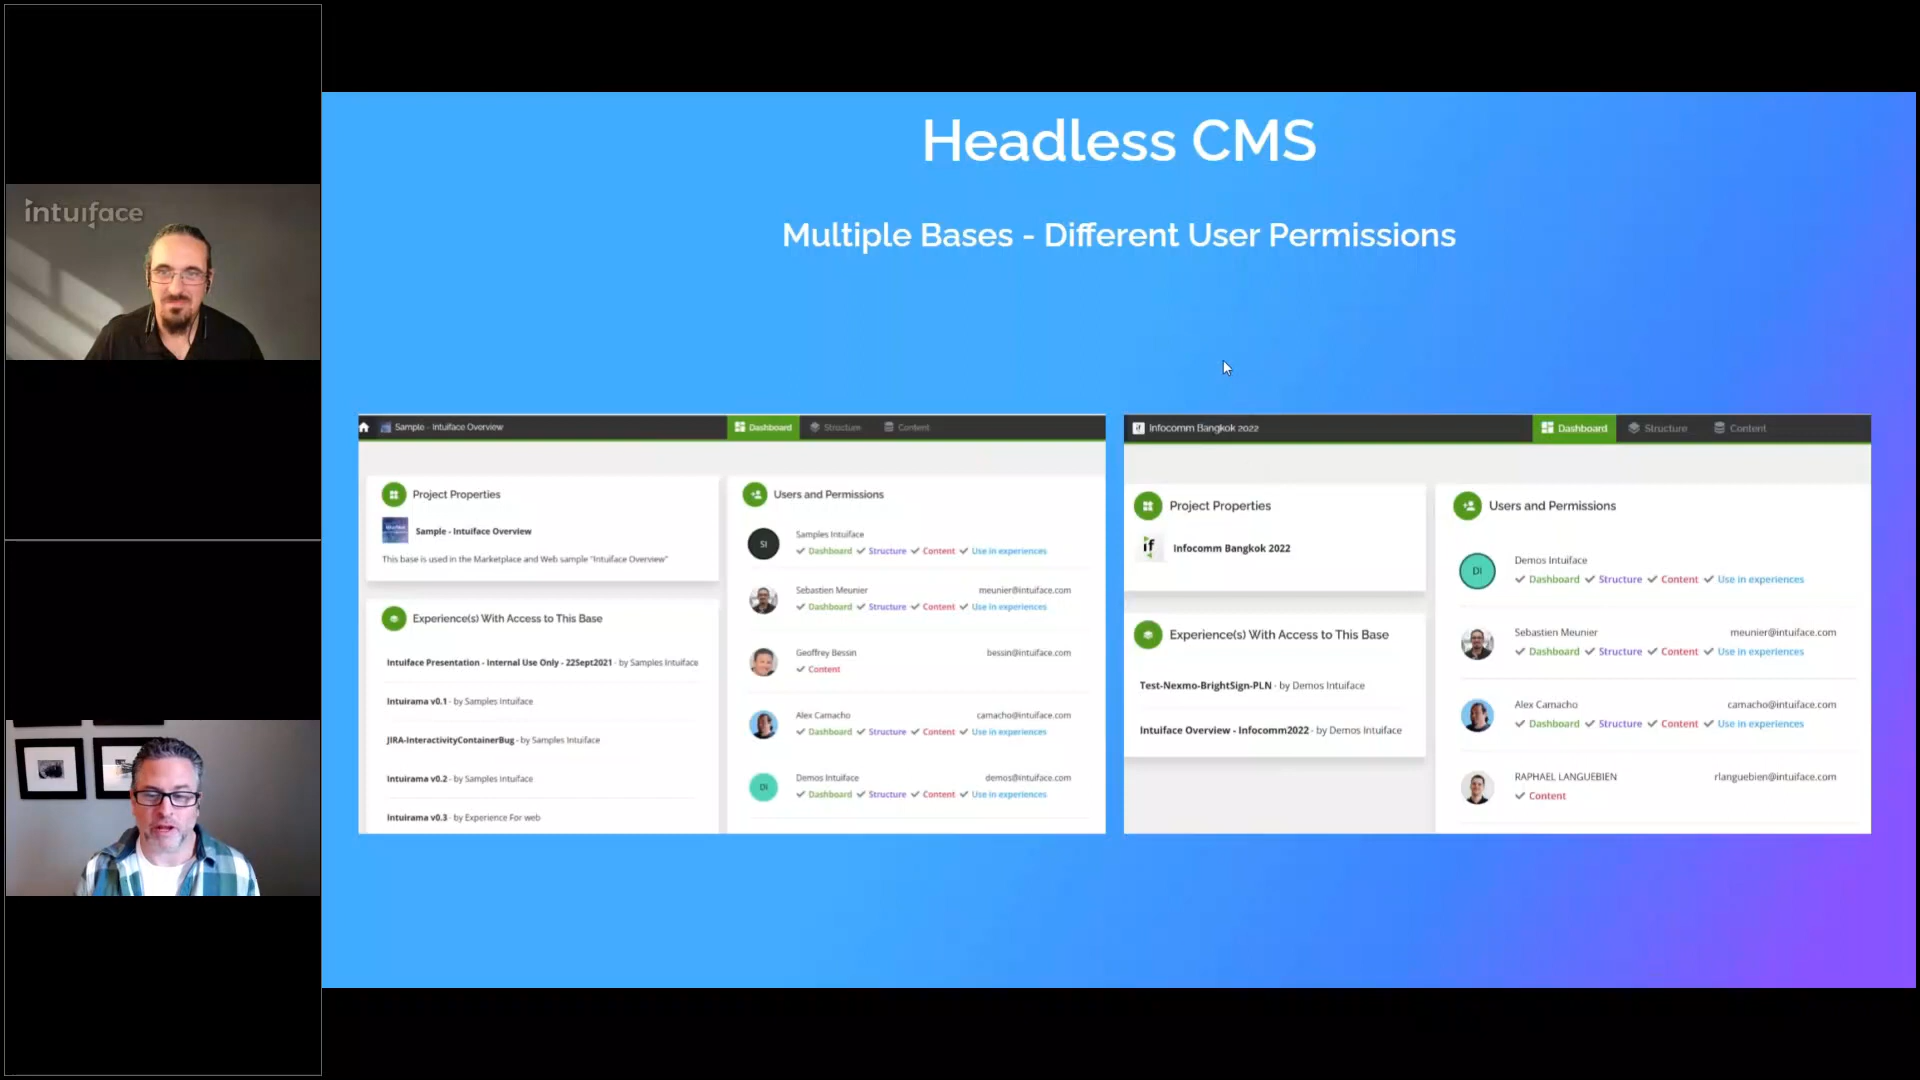 intuiface
Headless CMS
Multiple Bases - Different User Permissions
Sample - Intuiface Overview
Dashboard
Structure
Content
Project Properties
Sample - Intuiface Overview
This base is used in the Marketplace and Web sample "Intuiface Overview"
Experience(s) With Access to This Base
Intuiface Presentation - Internal Use Only - 22Sept2021 - by Samples Intuiface
Intuirama v0.1 - by Samples Intuiface
JIRA-InteractivityContainerBug - by Samples Intuiface
Intuirama v0.2 - by Samples Intuiface
Intuirama v0.3 - by Experience For web
Users and Permissions
SI
Samples Intuiface
Dashboard Structure Content Use in experiences
Sebastien Meunier meunier@intuiface.com
Dashboard Structure Content Use in experiences
Geoffrey Bessin bessin@intuiface.com
Content
Alex Camacho camacho@intuiface.com
Dashboard Structure Content Use in experiences
DI
Demos Intuiface demos@intuiface.com
Dashboard Structure Content Use in experiences
if Infocomm Bangkok 2022
Dashboard
Structure
Content
Project Properties
if
Infocomm Bangkok 2022
Experience(s) With Access to This Base
Test-Nexmo-BrightSign-PLN - by Demos Intuiface
Intuiface Overview - Infocomm2022 - by Demos Intuiface
Users and Permissions
DI
Demos Intuiface
Dashboard Structure Content Use in experiences
Sebastien Meunier meunier@intuiface.com
Dashboard Structure Content Use in experiences
Alex Camacho camacho@intuiface.com
Dashboard Structure Content Use in experiences
RAPHAEL LANGUEBIEN rlanguebien@intuiface.com
Content